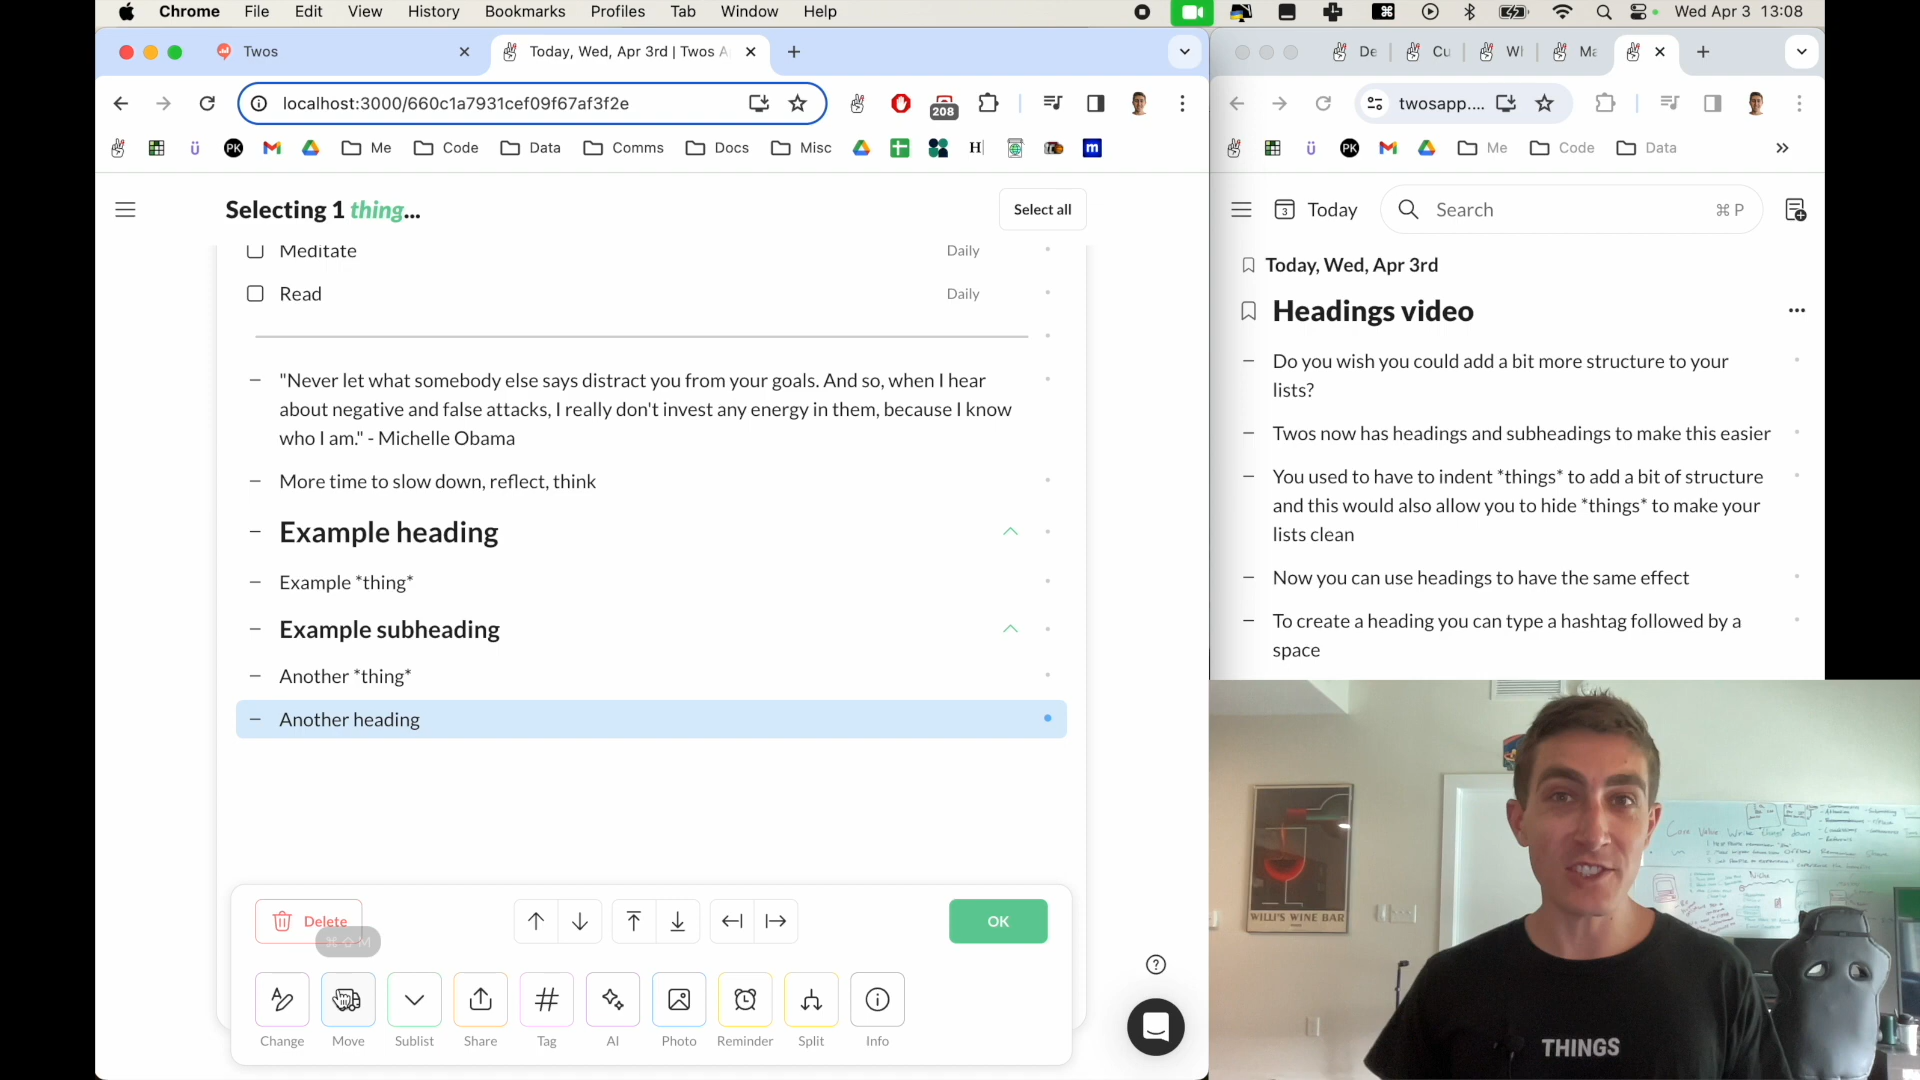 Chrome File Edit View History Bookmarks Profiles Tab Window Help Wed Apr 3 13:08
Twos
Today, Wed, Apr 3rd | Twos A
De
Cu
localhost:3000/660c1a7931cef09f67af3f2e
208
twosapp....
Me Code Data Comms Docs Misc
Me Code Data
Selecting 1 thing...
Select all
Meditate Daily
Read Daily
"Never let what somebody else says distract you from your goals. And so, when I hear
about negative and false attacks, I really don't invest any energy in them, because I know
who I am." - Michelle Obama
More time to slow down, reflect, think
Example heading
Example *thing*
Example subheading
Another *thing*
Another heading
Delete
OK
Change Move Sublist Share Tag AI Photo Reminder Split Info
3 Today
Search ⌘ P
Today, Wed, Apr 3rd
Headings video
Do you wish you could add a bit more structure to your
lists?
Twos now has headings and subheadings to make this easier
You used to have to indent *things* to add a bit of structure
and this would also allow you to hide *things* to make your
lists clean
Now you can use headings to have the same effect
To create a heading you can type a hashtag followed by a
space
WILLI'S WINE BAR
THINGS